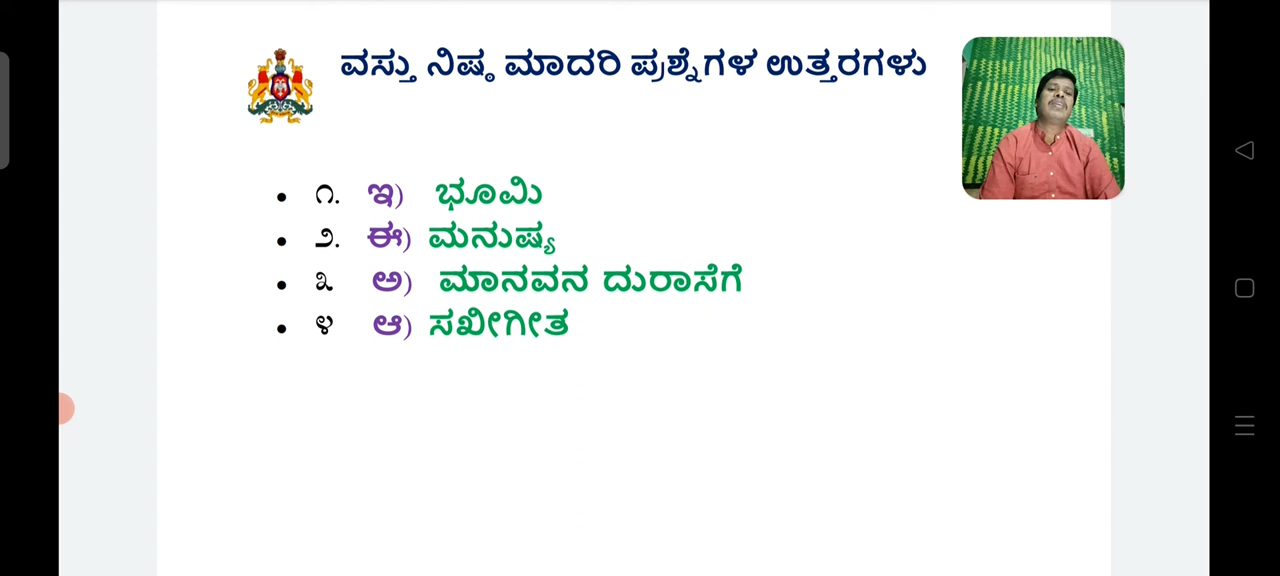 ವಸ್ತು ನಿಷ್ಠ ಮಾದರಿ ಪ್ರಶ್ನೆಗಳ ಉತ್ತರಗಳು
• ೧. ಇ) ಭೂಮಿ
• ೨. ಈ) ಮನುಷ್ಯ
• ೩ ಅ) ಮಾನವನ ದುರಾಸೆಗೆ
• ೪ ಆ) ಸಖೀಗೀತ